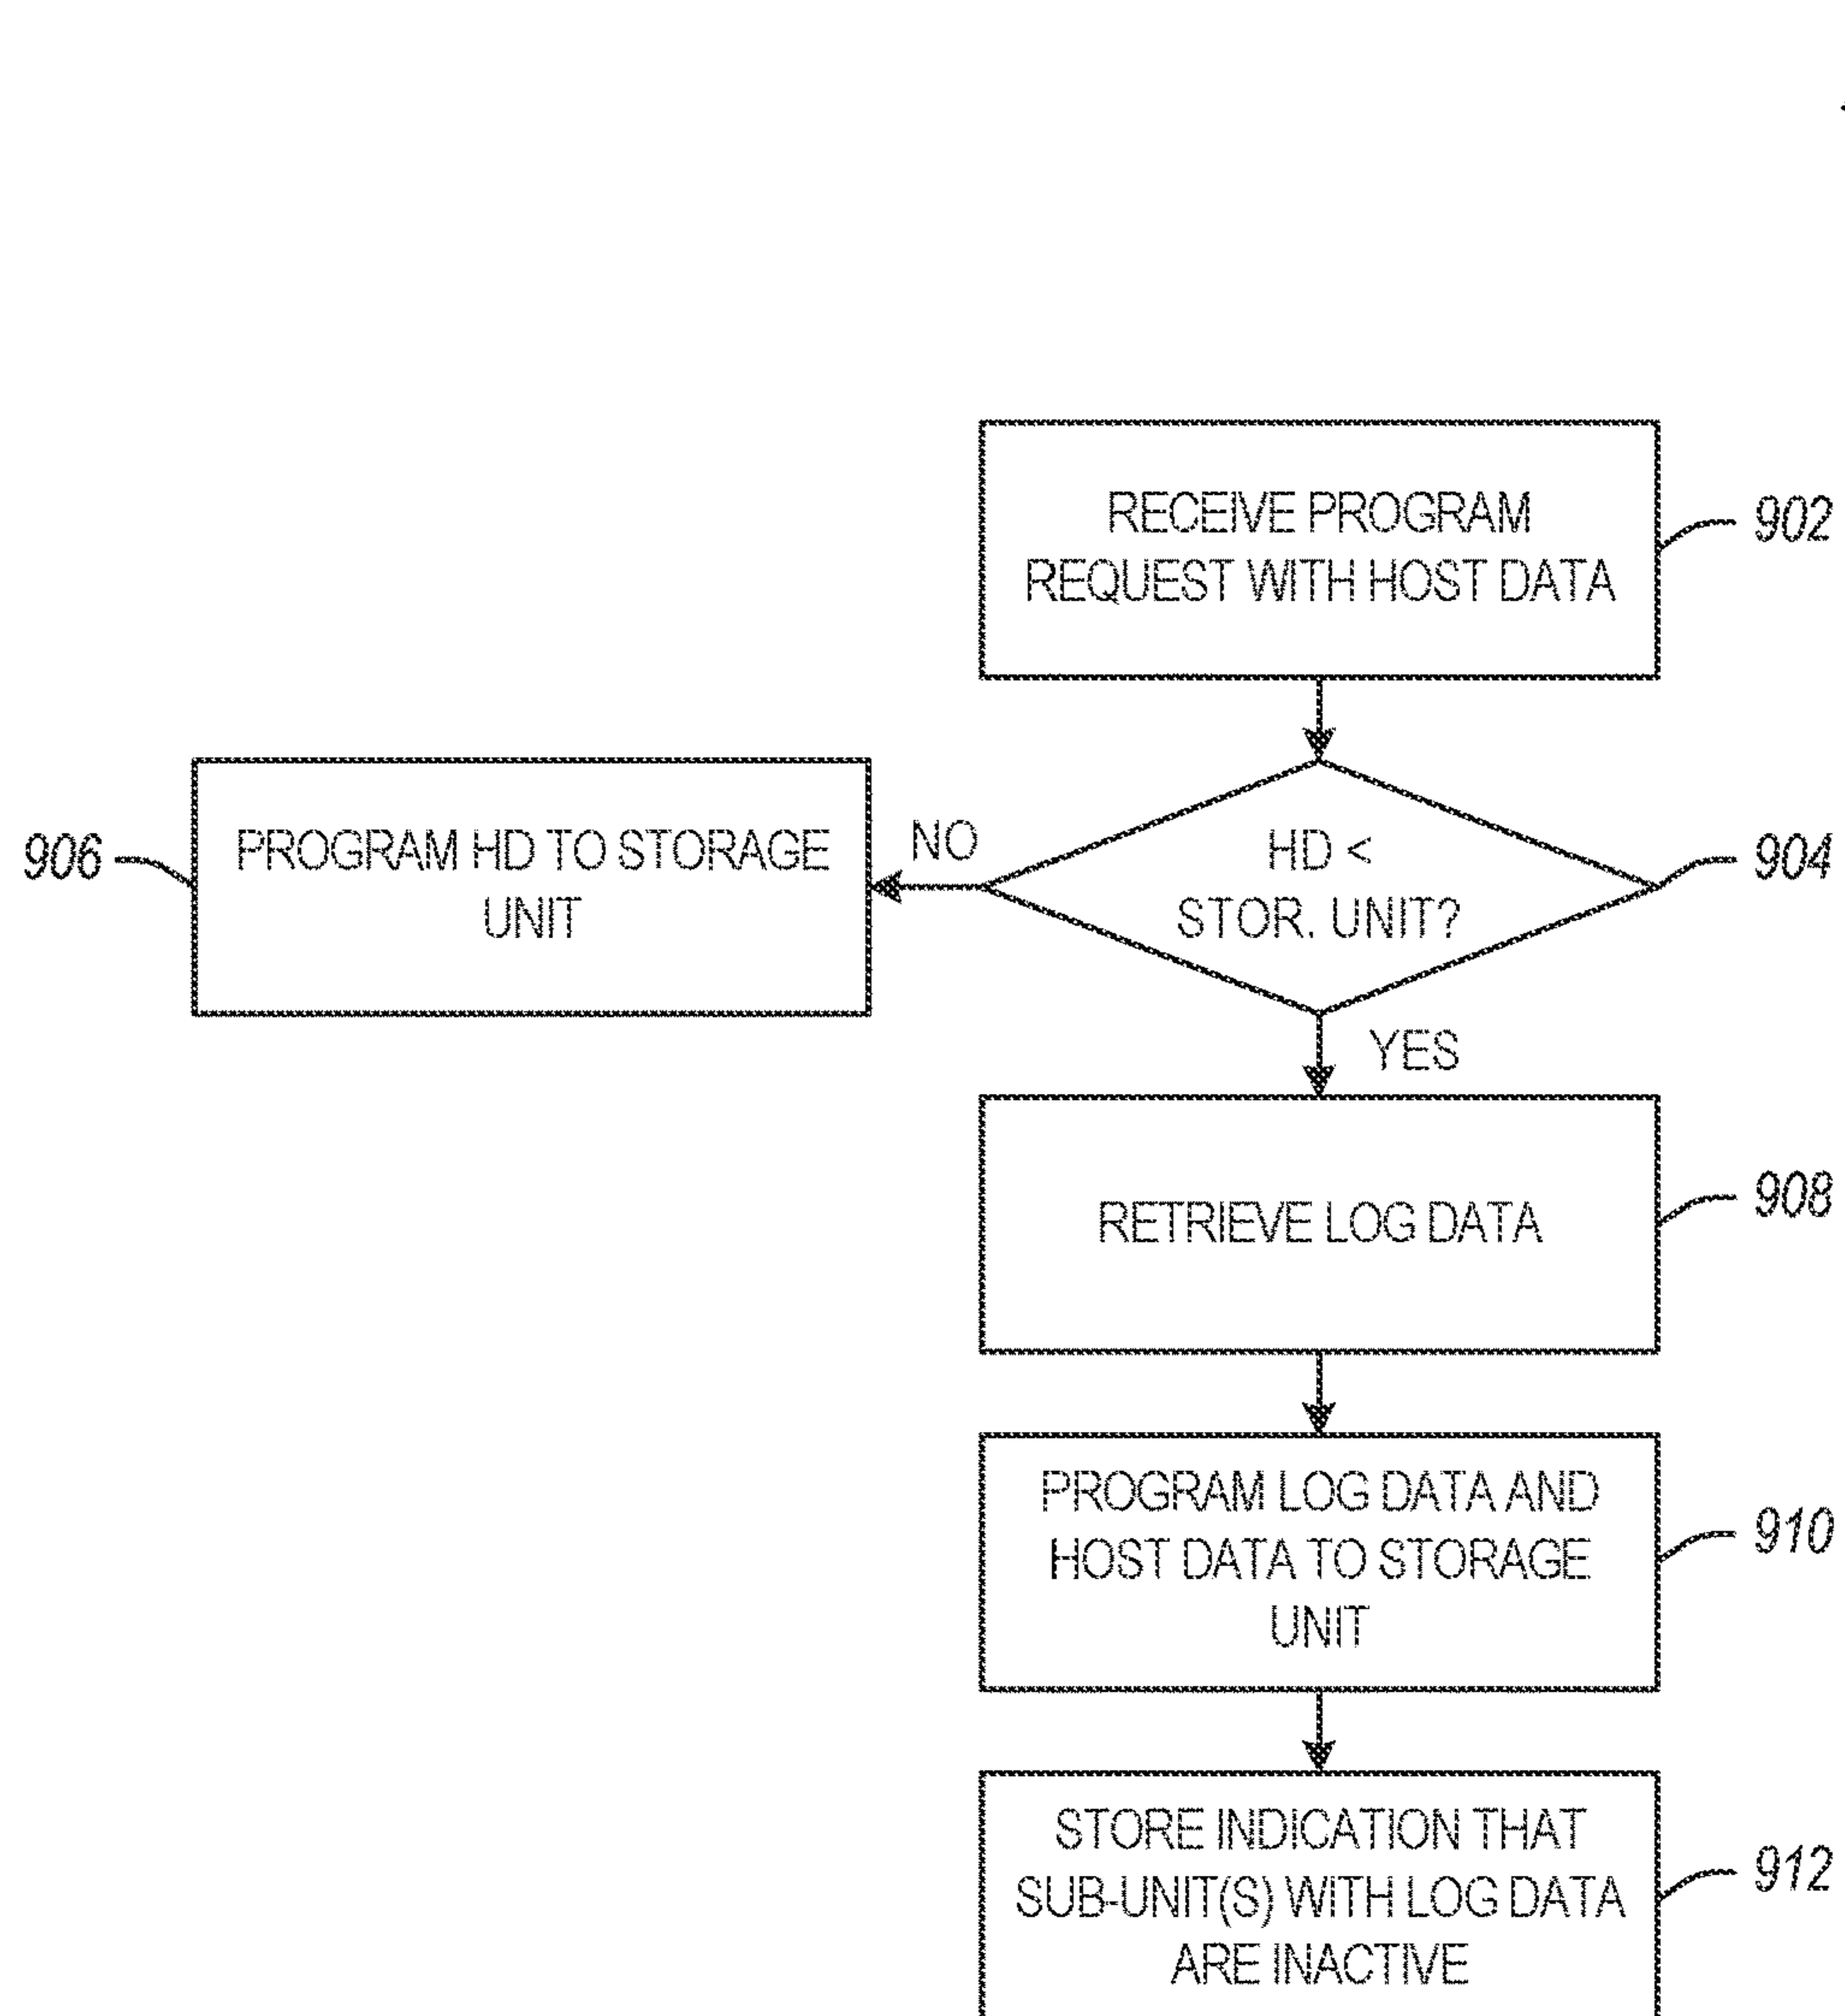 RECEIVE PROGRAM
REQUEST WITH HOST DATA
902
HD <
STOR. UNIT?
904
NO
PROGRAM HD TO STORAGE
UNIT
906
YES
RETRIEVE LOG DATA
908
PROGRAM LOG DATA AND
HOST DATA TO STORAGE
UNIT
910
STORE INDICATION THAT
SUB-UNIT(S) WITH LOG DATA
ARE INACTIVE
912